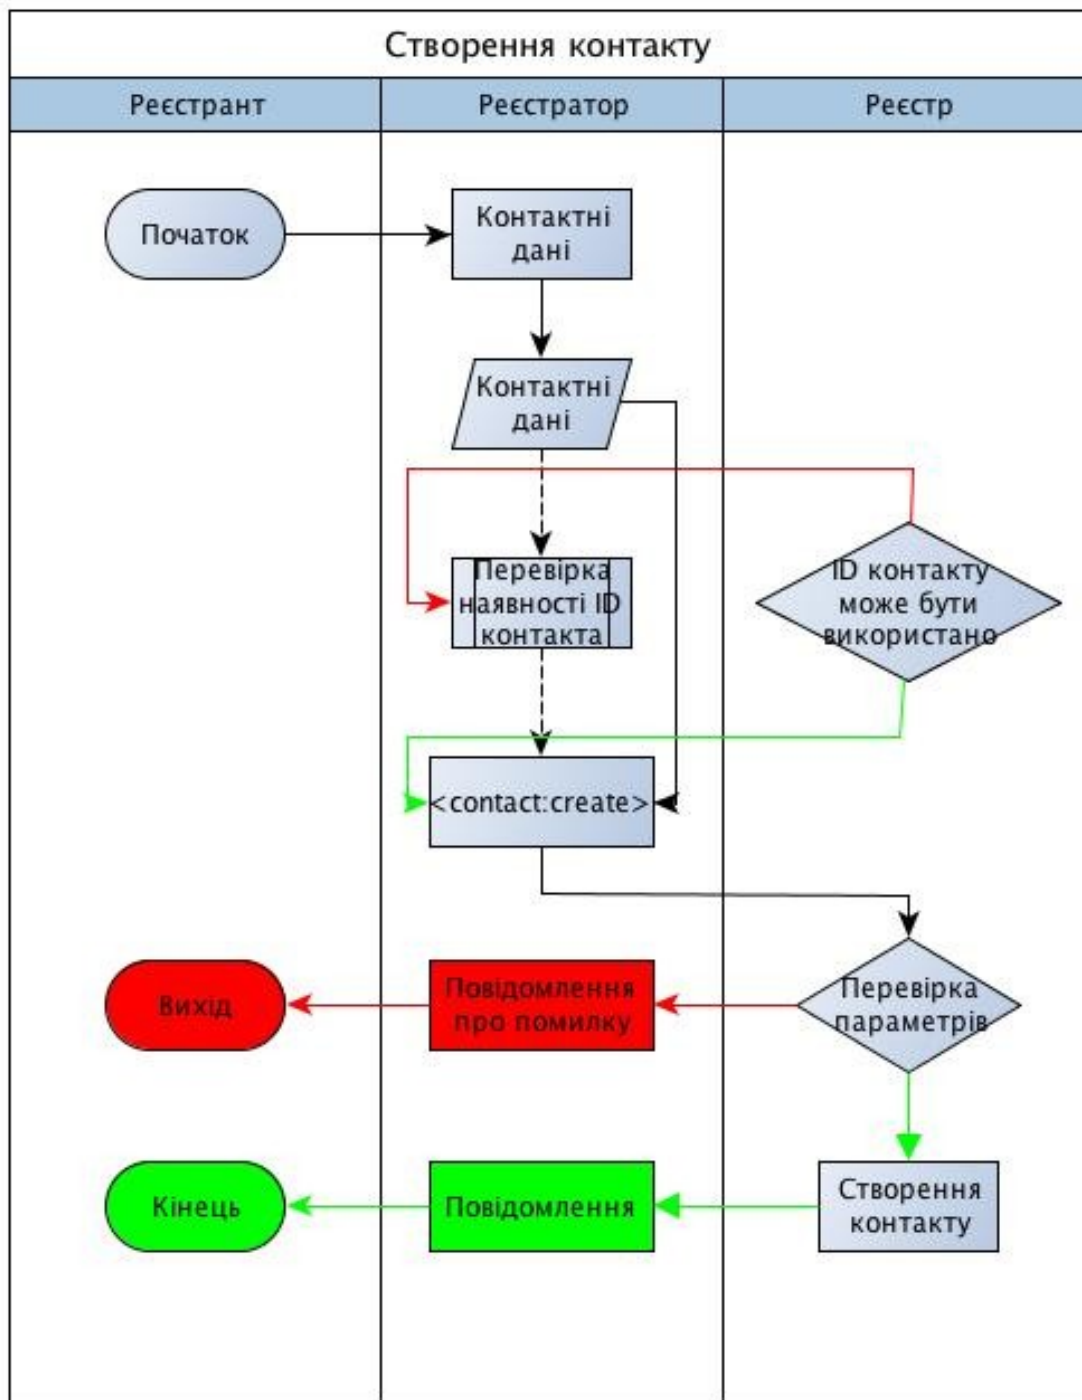 Створення контакту
Реєстрант
Реєстратор
Реєстр
Початок
Контактні
дані
Контактні
дані
Перевірка
наявності ID
контакта
ID контакту
може бути
використано
<contact:create>
Вихід
Повідомлення
про помилку
Перевірка
параметрів
Кінець
Повідомлення
Створення
контакту